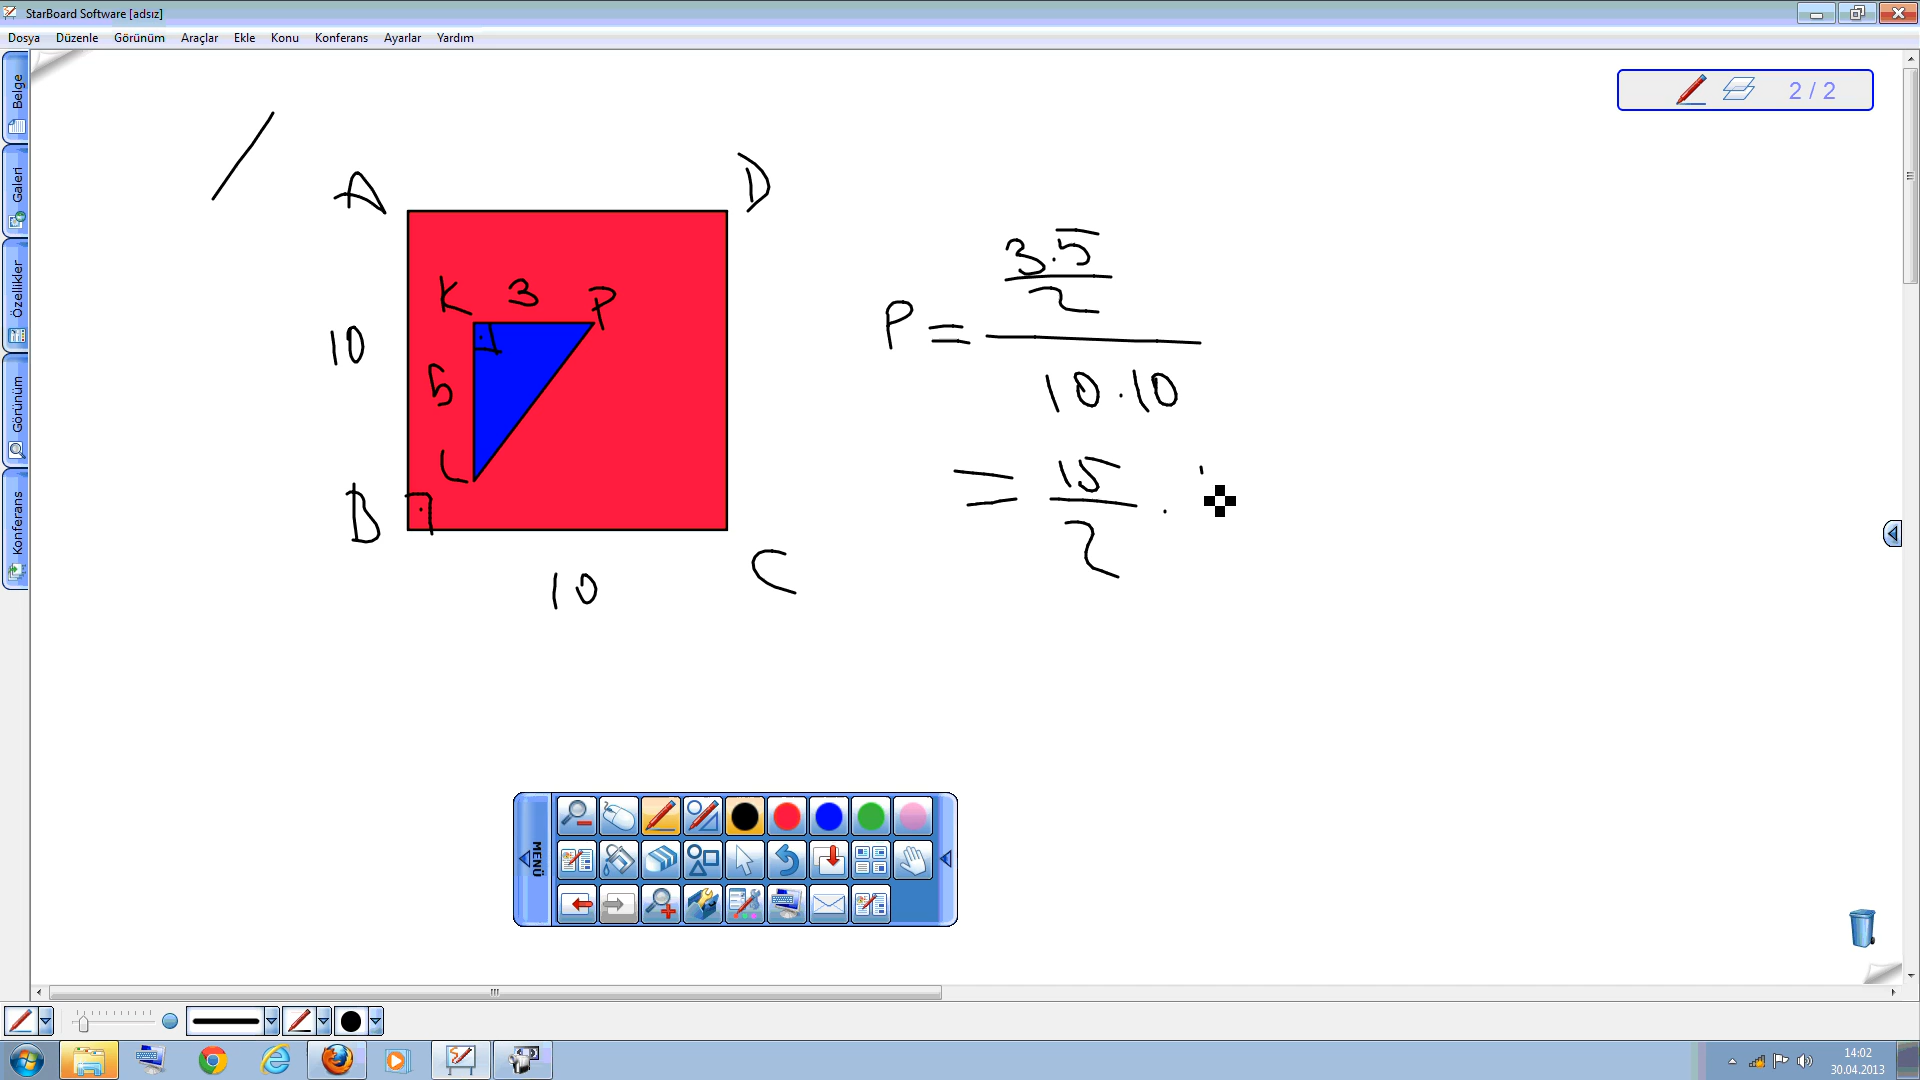 StarBoard Software [adsız]
Dosya Düzenle Görünüm Araçlar Ekle Konu Konferans Ayarlar Yardım
Belge
Galeri
Özellikler
Görünüm
Konferans
2 / 2
A
D
K 3 P
10
5
L
B
C
10
3.5
2
P =
10.10
= 15
2
.
MENÜ
14:02
30.04.2013